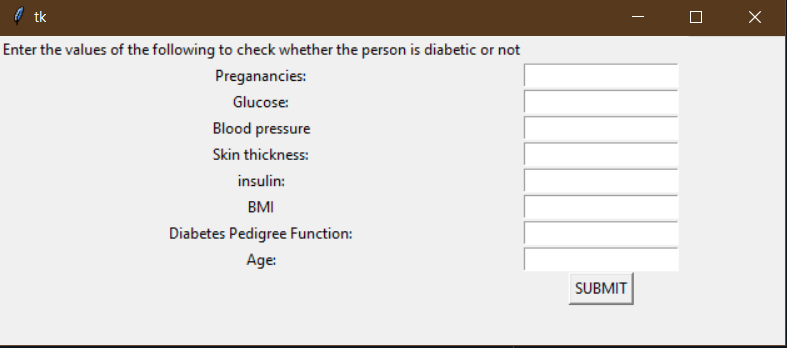 tk
Enter the values of the following to check whether the person is diabetic or not
Preganancies:
Glucose:
Blood pressure
Skin thickness:
insulin:
BMI
Diabetes Pedigree Function:
Age:
SUBMIT